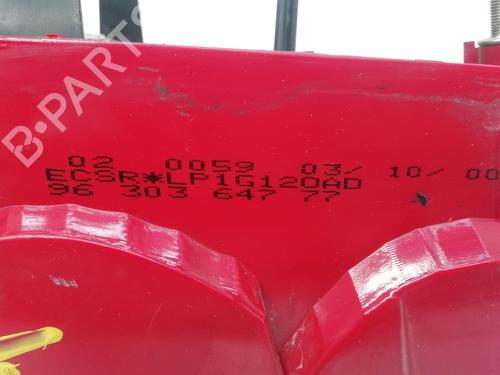 B-PARTS
02 0059 03/ 10/ 00
ECSR*LP1G120AD
96 303 647 77